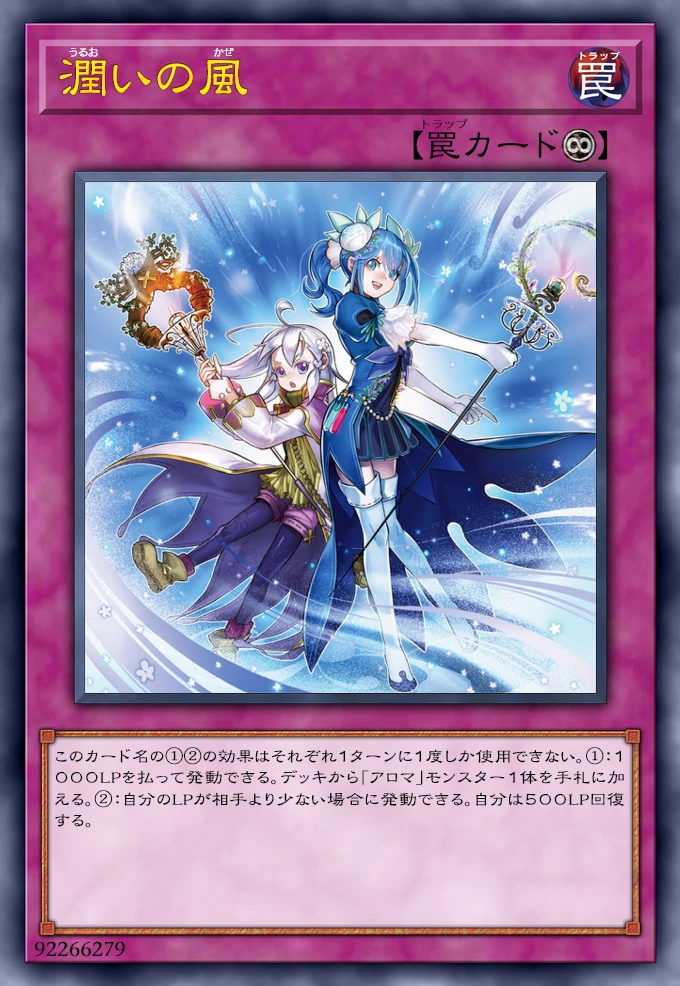 うるお かぜ
潤いの風
トラップ
罠
トラップ
【罠カード】
このカード名の①②の効果はそれぞれ１ターンに１度しか使用できない。①：１
０００LPを払って発動できる。デッキから「アロマ」モンスター１体を手札に加
える。②：自分のLPが相手より少ない場合に発動できる。自分は５００LP回復
する。
92266279